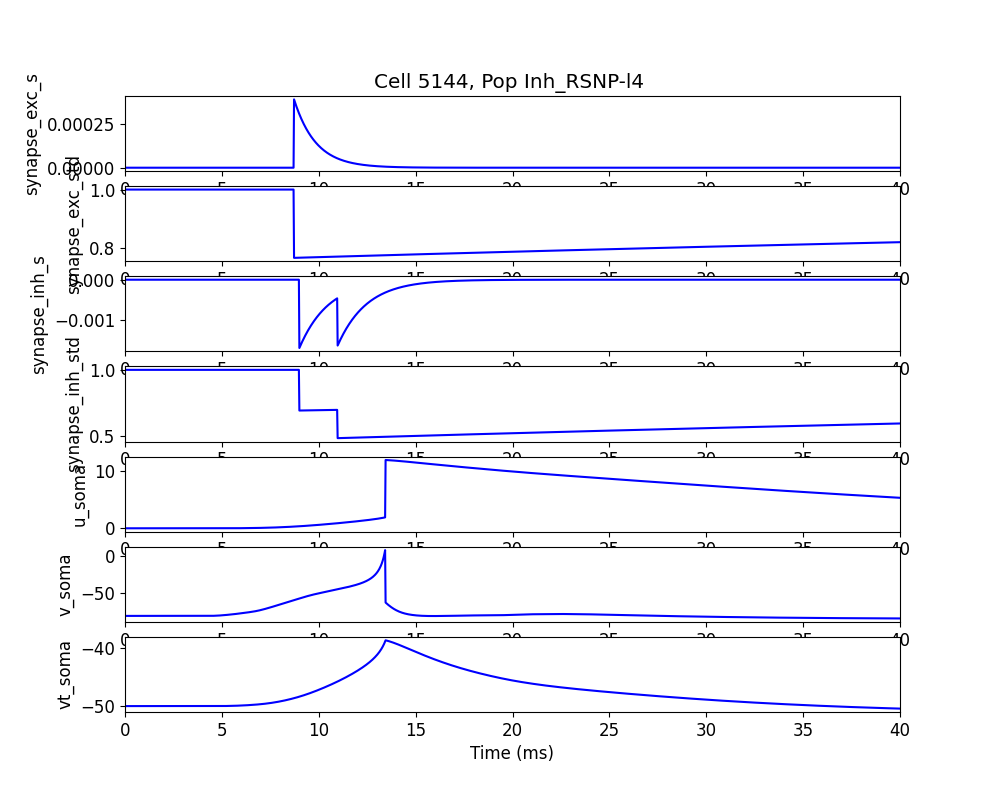 Cell 5144, Pop Inh_RSNP-l4
synapse_exc_s
0.00025
0.00000
0 5 10 15 20 25 30 35 40
synapse_exc_std
1.0
0.8
0 5 10 15 20 25 30 35 40
synapse_inh_s
0.000
−0.001
0 5 10 15 20 25 30 35 40
synapse_inh_std
1.0
0.5
0 5 10 15 20 25 30 35 40
u_soma
10
0
0 5 10 15 20 25 30 35 40
v_soma
0
−50
0 5 10 15 20 25 30 35 40
vt_soma
−40
−50
0 5 10 15 20 25 30 35 40
Time (ms)